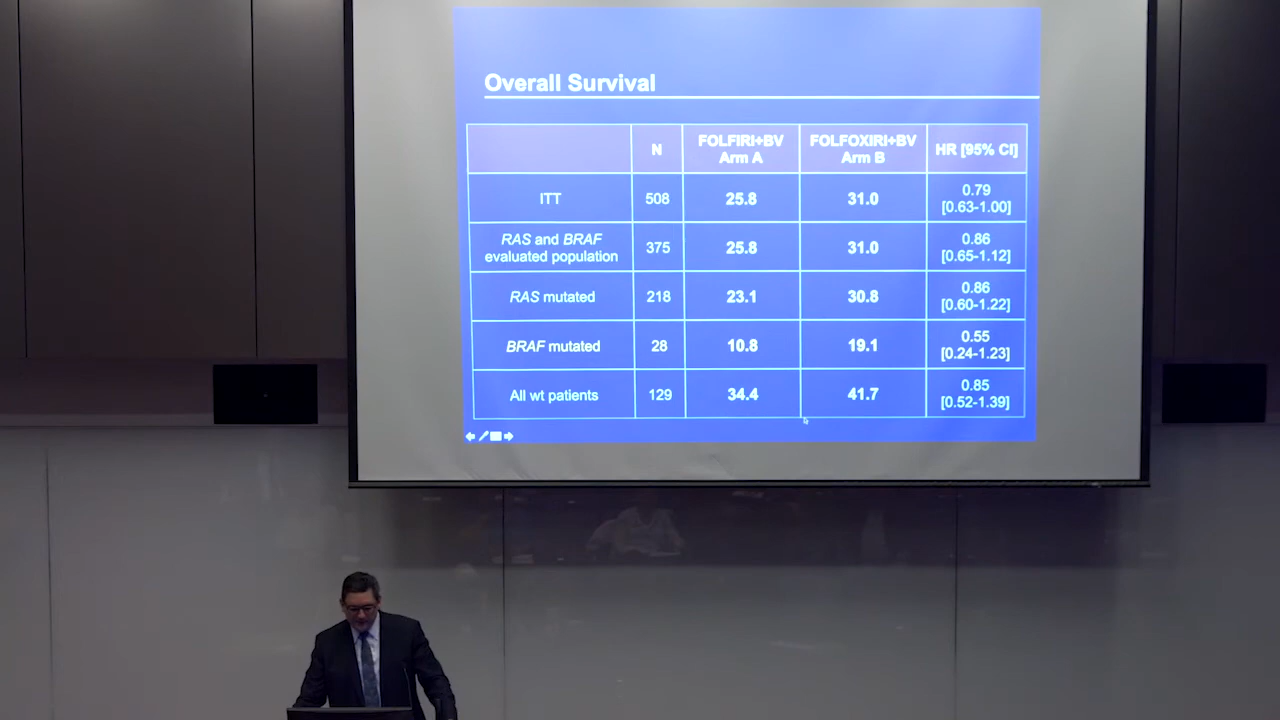 Overall Survival
N
FOLFIRI+BV
Arm A
FOLFOXIRI+BV
Arm B
HR [95% CI]
ITT
508
25.8
31.0
0.79
[0.63-1.00]
RAS and BRAF
evaluated population
375
25.8
31.0
0.86
[0.65-1.12]
RAS mutated
218
23.1
30.8
0.86
[0.60-1.22]
BRAF mutated
28
10.8
19.1
0.55
[0.24-1.23]
All wt patients
129
34.4
41.7
0.85
[0.52-1.39]